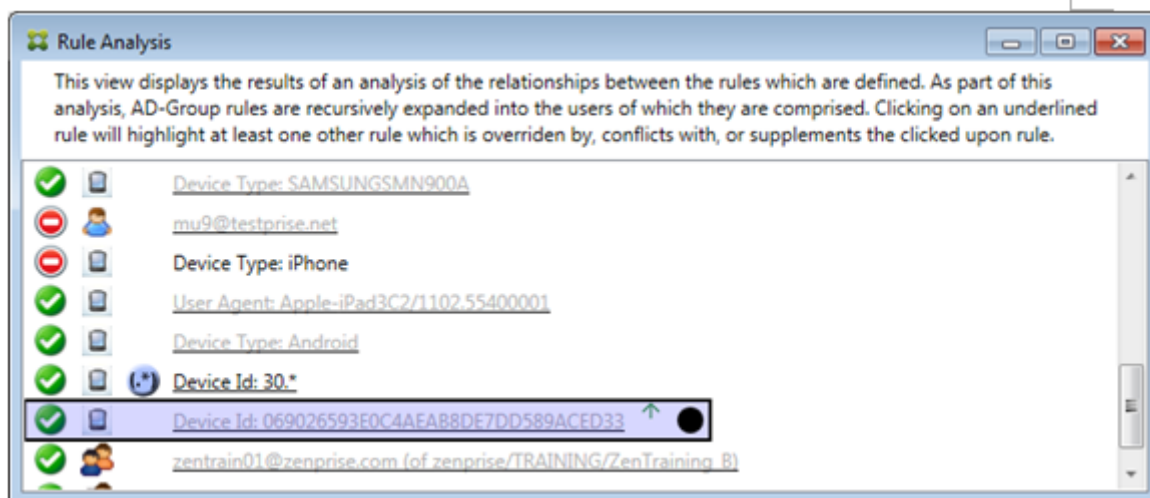 Rule Analysis
This view displays the results of an analysis of the relationships between the rules which are defined. As part of this
analysis, AD-Group rules are recursively expanded into the users of which they are comprised. Clicking on an underlined
rule will highlight at least one other rule which is overriden by, conflicts with, or supplements the clicked upon rule.
Device Type: SAMSUNGSMN900A
mu9@testprise.net
Device Type: iPhone
User Agent: Apple-iPad3C2/1102.55400001
Device Type: Android
(.*) Device Id: 30.*
Device Id: 069026593E0C4AEAB8DE7DD589ACED33
zentrain01@zenprise.com (of zenprise/TRAINING/ZenTraining B)